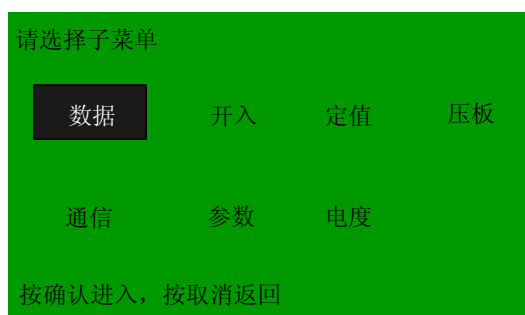 请选择子菜单
数据 开入 定值 压板
通信 参数 电度
按确认进入，按取消返回